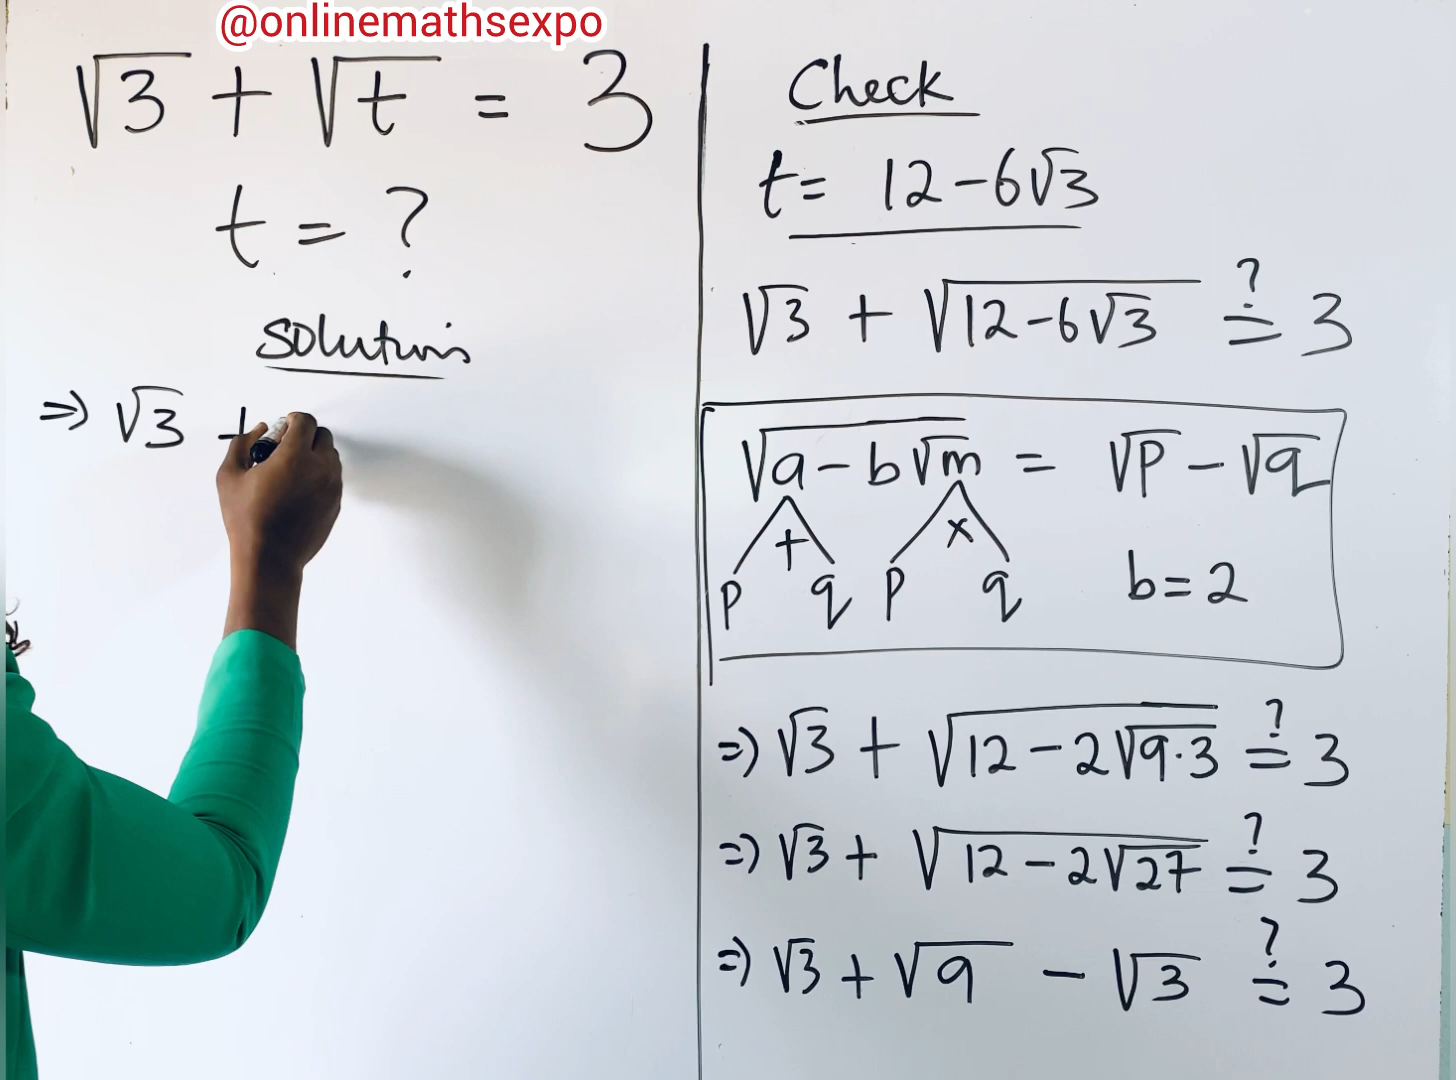 @onlinemathsexpo
√3 + √t = 3
t = ?
Solutions
⇒ √3 +
Check
t = 12-6√3
√3 + √(12-6√3) ≟ 3
√(a-b√m) = √p - √q
+ ×
p q p q b=2
⇒ √3 + √(12-2√(9·3)) ≟ 3
⇒ √3 + √(12-2√27) ≟ 3
⇒ √3 + √9 - √3 ≟ 3